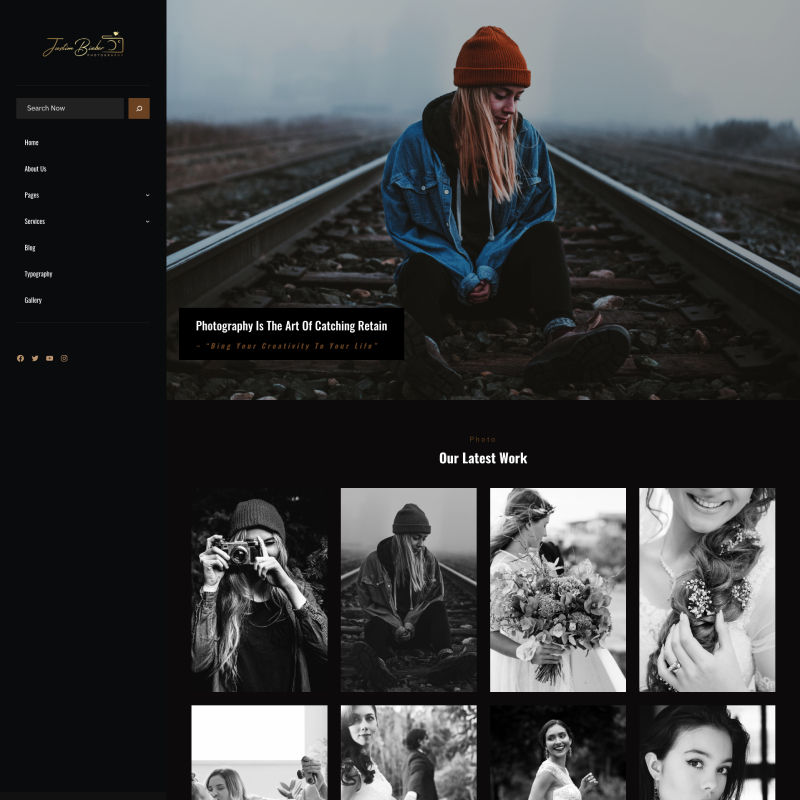 Justim Bieber
PHOTOGRAPHY
Search Now
Home
About Us
Pages
Services
Blog
Typography
Gallery
Photography Is The Art Of Catching Retain
– "Bing Your Creativity To Your Life"
Photo
Our Latest Work